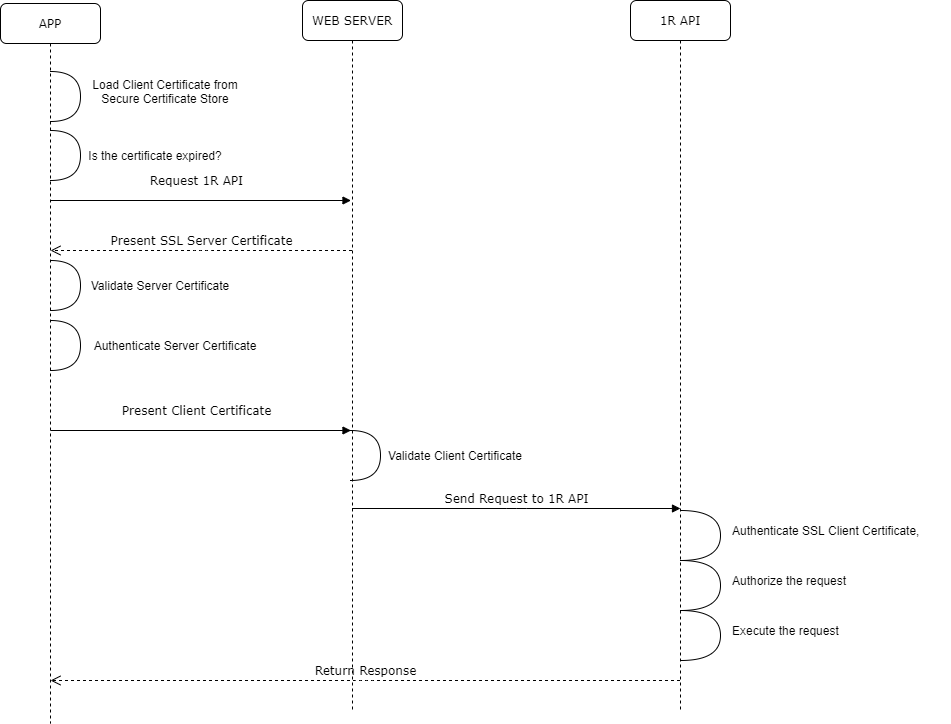 APP
WEB SERVER
1R API
Load Client Certificate from
Secure Certificate Store
Is the certificate expired?
Request 1R API
Present SSL Server Certificate
Validate Server Certificate
Authenticate Server Certificate
Present Client Certificate
Validate Client Certificate
Send Request to 1R API
Authenticate SSL Client Certificate,
Authorize the request
Execute the request
Return Response